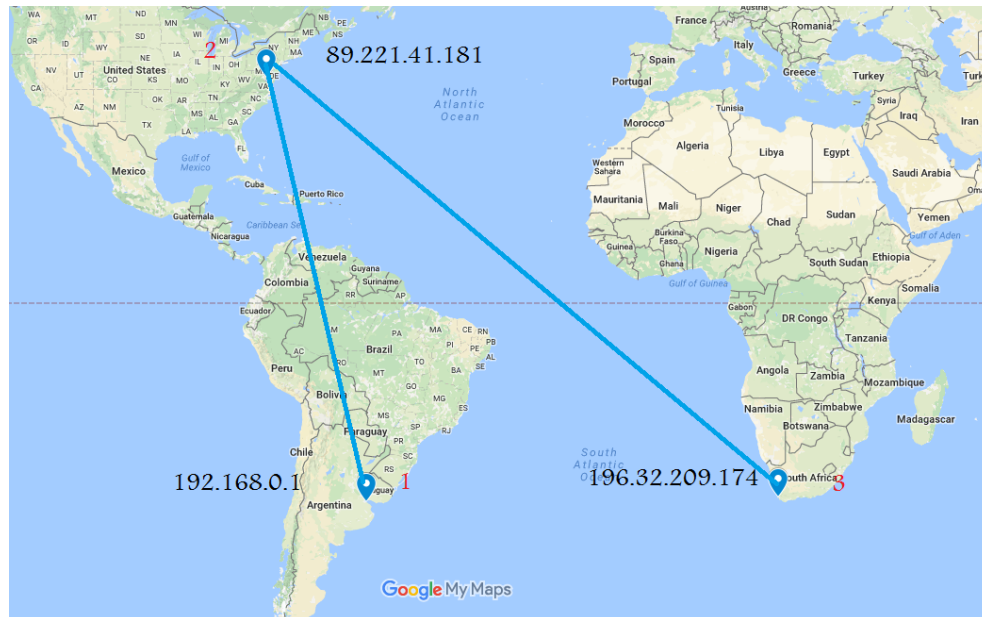 NB
PE
WA
MT
ND
MN
WI
MI
2
NY
NH
NS
OR
ID
WY
SD
IA
IL
IN
OH
MA
89.221.41.181
NV
UT
CO
KS
MO
KY
WV
VA
DE
United States
CA
AZ
NM
OK
AR
TN
NC
TX
MS
AL
GA
SC
LA
FL
North
Atlantic
Ocean
Gulf of
Mexico
Mexico
Cuba
Puerto Rico
Guatemala
Caribbean Sea
Nicaragua
Venezuela
Guyana
Suriname
Colombia
RR
AP
Ecuador
AM
PA
MA
CE
RN
PB
PI
PE
AL
SE
AC
RO
TO
BA
Peru
Brazil
MT
GO
MG
ES
Bolivia
MS
SP
RJ
Paraguay
PR
SC
RS
Chile
192.168.0.1
1
Uruguay
Argentina
France
Austria
Romania
Italy
Spain
Portugal
Greece
Turkey
Tunisia
Syria
Iraq
Iran
Morocco
Algeria
Libya
Egypt
Western
Sahara
Saudi Arabia
Mauritania
Mali
Niger
Chad
Sudan
Yemen
Gulf of Aden
Burkina
Faso
Guinea
Ghana
Nigeria
South Sudan
Ethiopia
Gulf of Guinea
Somalia
Gabon
Kenya
DR Congo
Tanzania
Angola
Zambia
Mozambique
Namibia
Zimbabwe
Botswana
Madagascar
South
Atlantic
Ocean
196.32.209.174
South Africa
3
Google My Maps